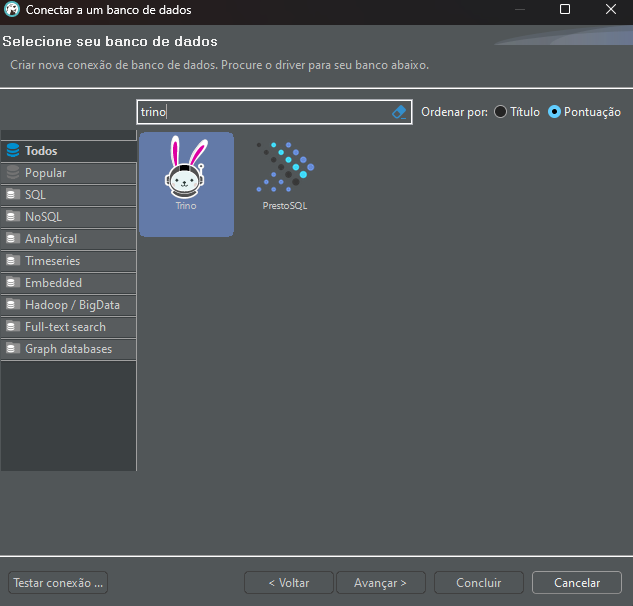 Conectar a um banco de dados
Selecione seu banco de dados
Criar nova conexão de banco de dados. Procure o driver para seu banco abaixo.
trino
Ordenar por: Título Pontuação
Todos
Popular
SQL
NoSQL
Analytical
Timeseries
Embedded
Hadoop / BigData
Full-text search
Graph databases
Trino
PrestoSQL
Testar conexão ...
< Voltar
Avançar >
Concluir
Cancelar